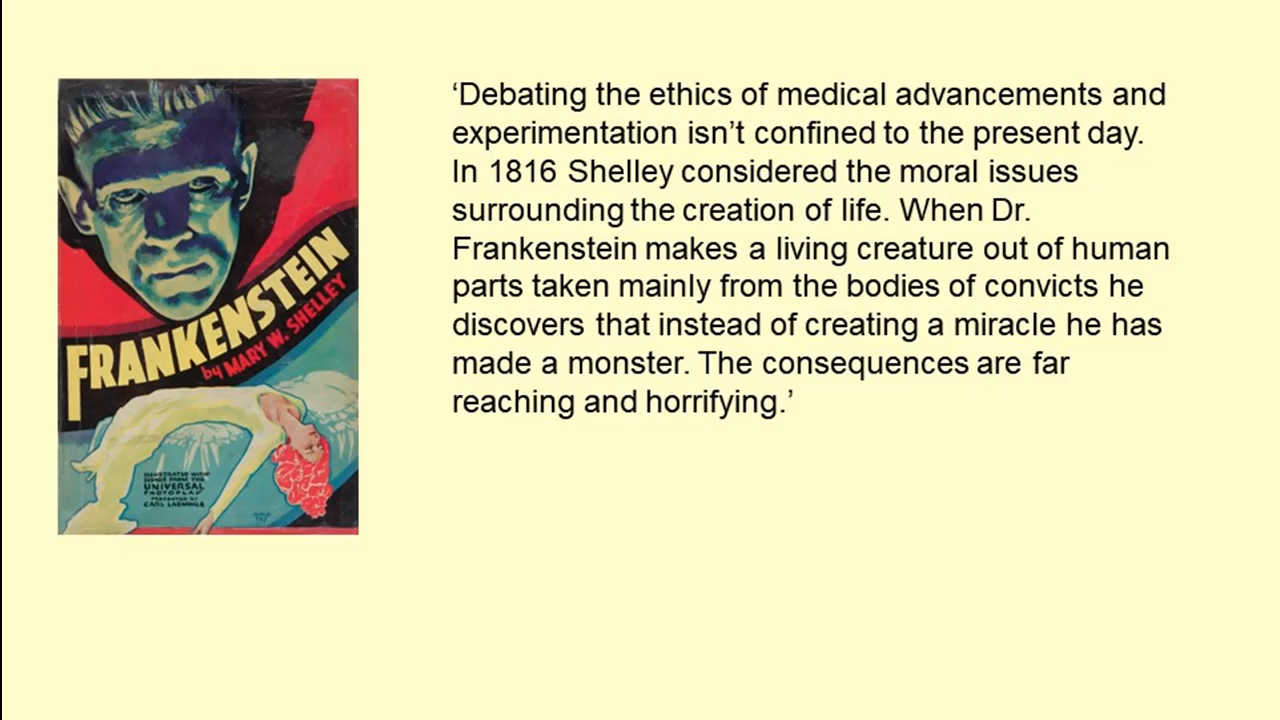 ‘Debating the ethics of medical advancements and
experimentation isn’t confined to the present day.
In 1816 Shelley considered the moral issues
surrounding the creation of life. When Dr.
Frankenstein makes a living creature out of human
parts taken mainly from the bodies of convicts he
discovers that instead of creating a miracle he has
made a monster. The consequences are far
reaching and horrifying.’
FRANKENSTEIN
by MARY W. SHELLEY
ILLUSTRATED WITH
SCENES FROM THE
UNIVERSAL
PHOTOPLAY
PRESENTED BY
CARL LAEMMLE